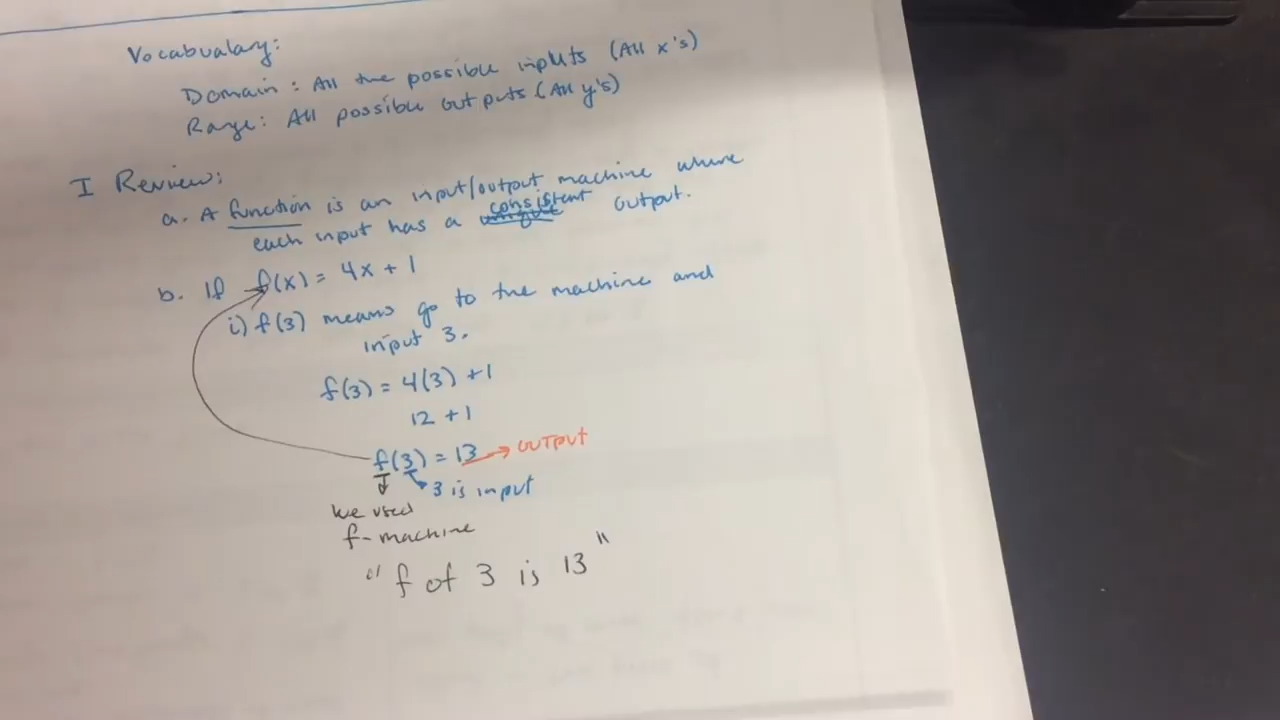 Vocabualary:
Domain: All the possible inputs (All x's)
Range: All possible outputs (All y's)
I Review:
a. A function is an input/output machine where
each input has a consistent output.
b. If f(x) = 4x + 1
i) f(3) means go to the machine and
input 3.
f(3) = 4(3) + 1
12 + 1
f(3) = 13 → OUTPUT
3 is input
we used
f-machine
"f of 3 is 13"